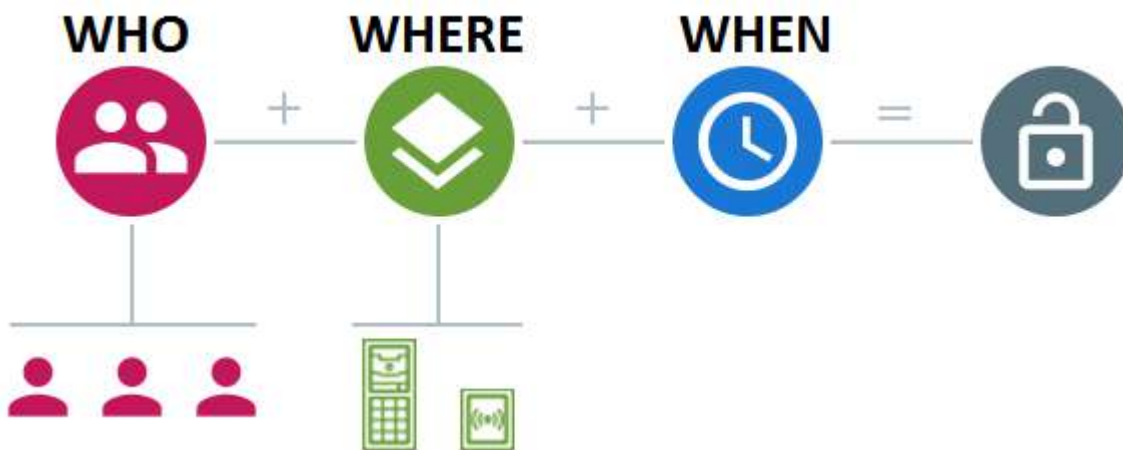 WHO WHERE WHEN
+ + =